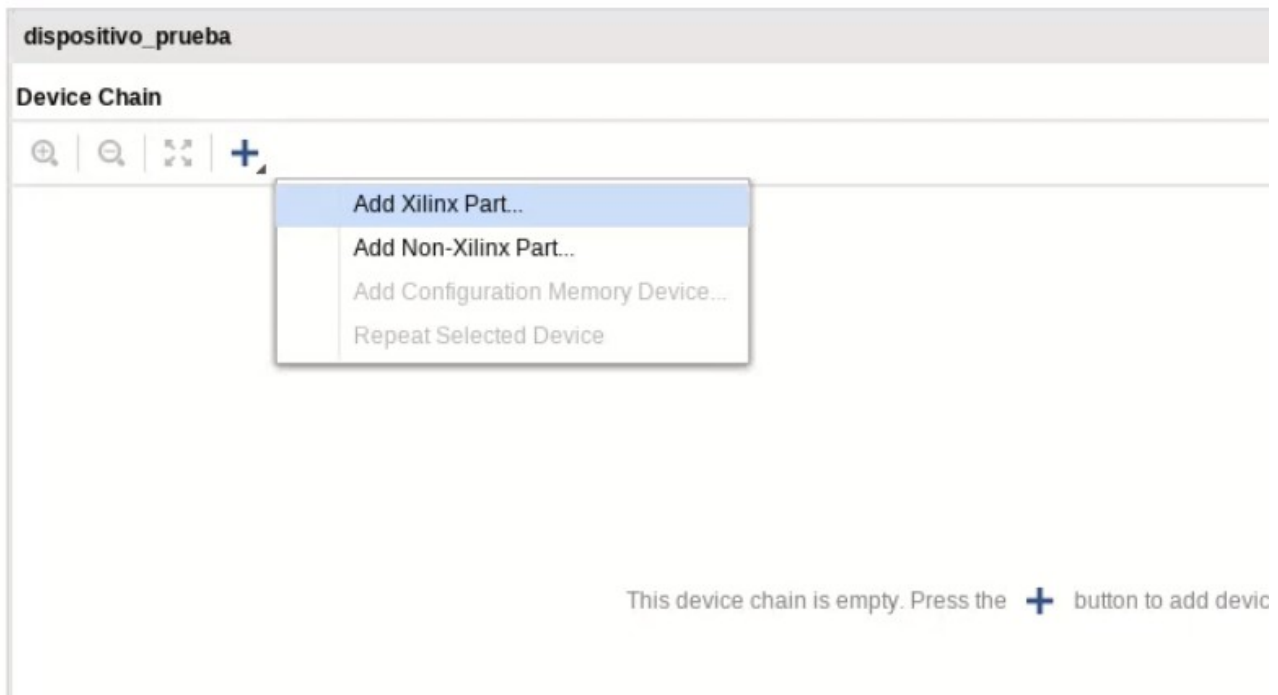 dispositivo_prueba
Device Chain
Add Xilinx Part...
Add Non-Xilinx Part...
Add Configuration Memory Device...
Repeat Selected Device
This device chain is empty. Press the + button to add devic